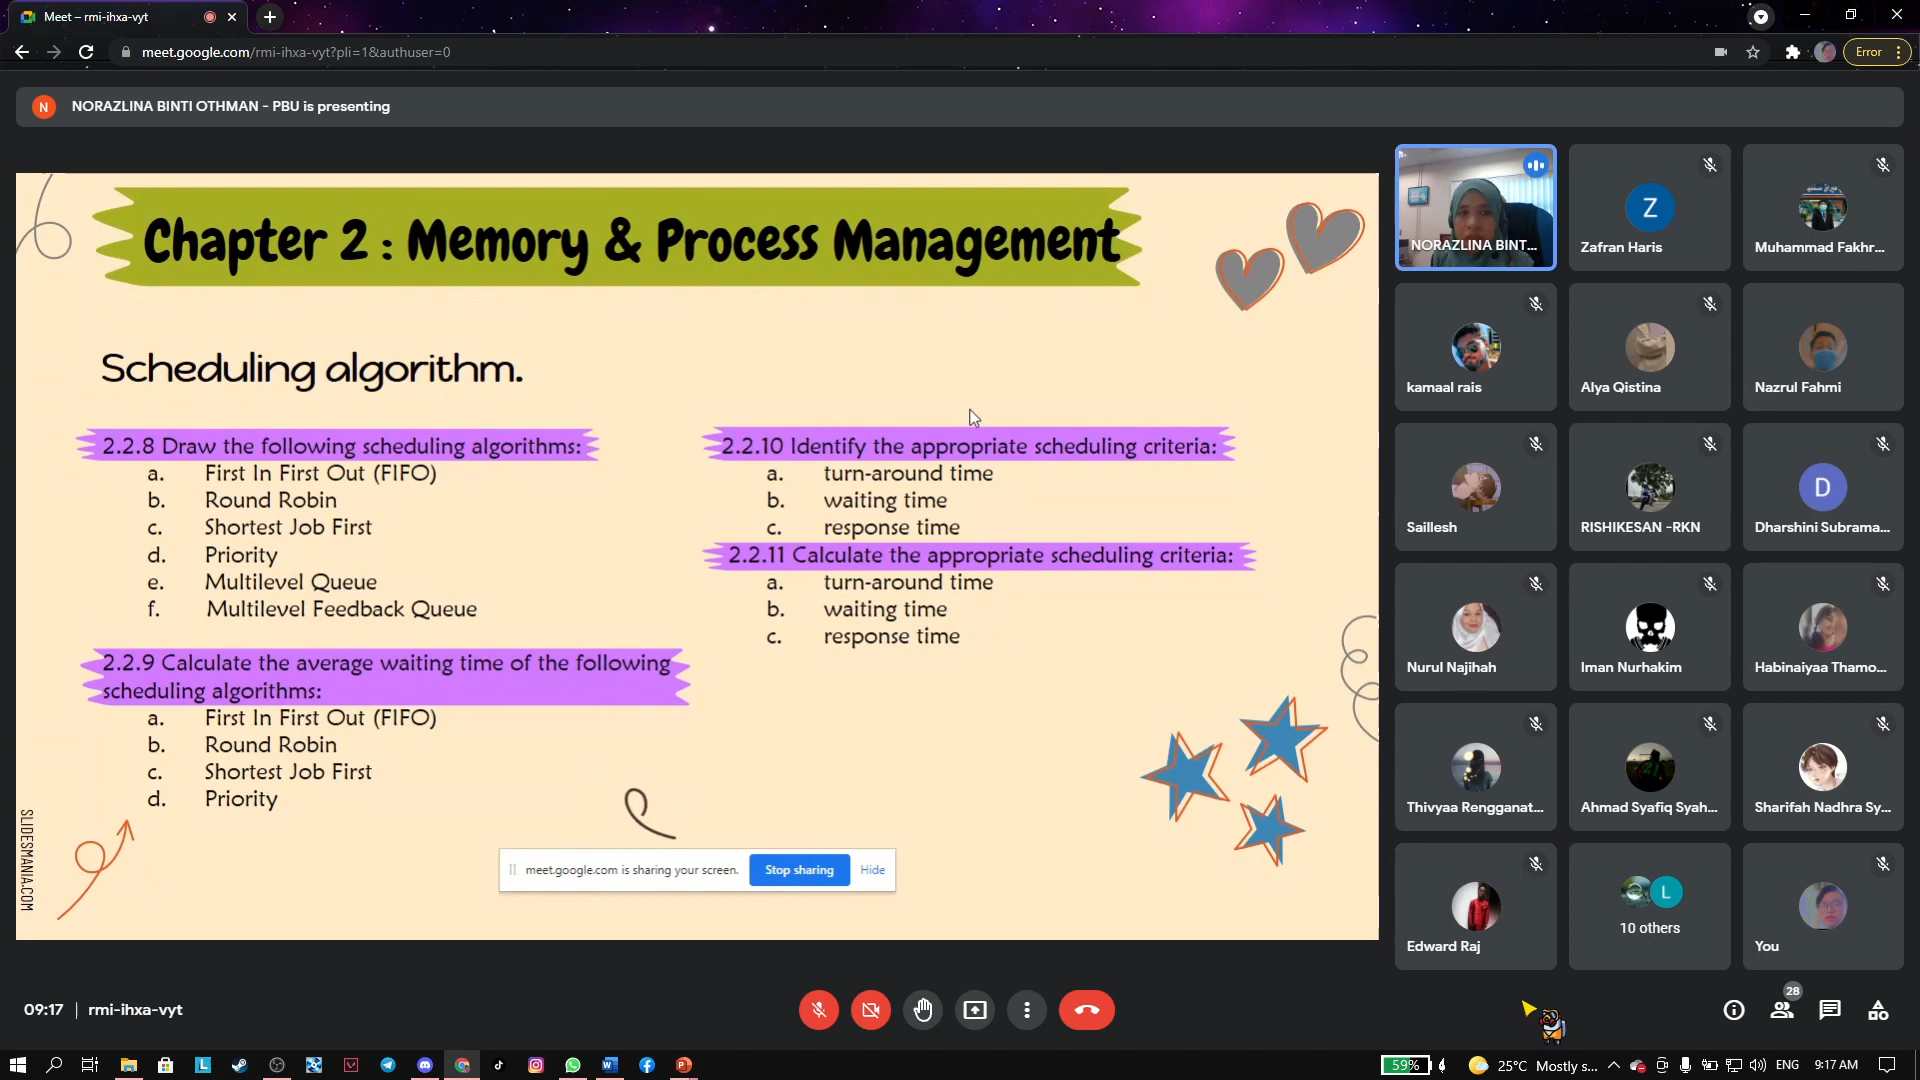 Meet – rmi-ihxa-vyt
meet.google.com/rmi-ihxa-vyt?pli=1&authuser=0
Error
N
NORAZLINA BINTI OTHMAN - PBU is presenting
Chapter 2 : Memory & Process Management
Scheduling algorithm.
2.2.8 Draw the following scheduling algorithms:
a. First In First Out (FIFO)
b. Round Robin
c. Shortest Job First
d. Priority
e. Multilevel Queue
f. Multilevel Feedback Queue
2.2.9 Calculate the average waiting time of the following
scheduling algorithms:
a. First In First Out (FIFO)
b. Round Robin
c. Shortest Job First
d. Priority
2.2.10 Identify the appropriate scheduling criteria:
a. turn-around time
b. waiting time
c. response time
2.2.11 Calculate the appropriate scheduling criteria:
a. turn-around time
b. waiting time
c. response time
SLIDESMANIA.COM
meet.google.com is sharing your screen.
Stop sharing
Hide
NORAZLINA BINT...
Z
Zafran Haris
Muhammad Fakhr...
kamaal rais
Alya Qistina
Nazrul Fahmi
Saillesh
RISHIKESAN -RKN
D
Dharshini Subrama...
Nurul Najihah
Iman Nurhakim
Habinaiyaa Thamo...
Thivyaa Rengganat...
Ahmad Syafiq Syah...
Sharifah Nadhra Sy...
Edward Raj
L
10 others
You
09:17 | rmi-ihxa-vyt
28
59%
25°C Mostly s...
ENG
9:17 AM